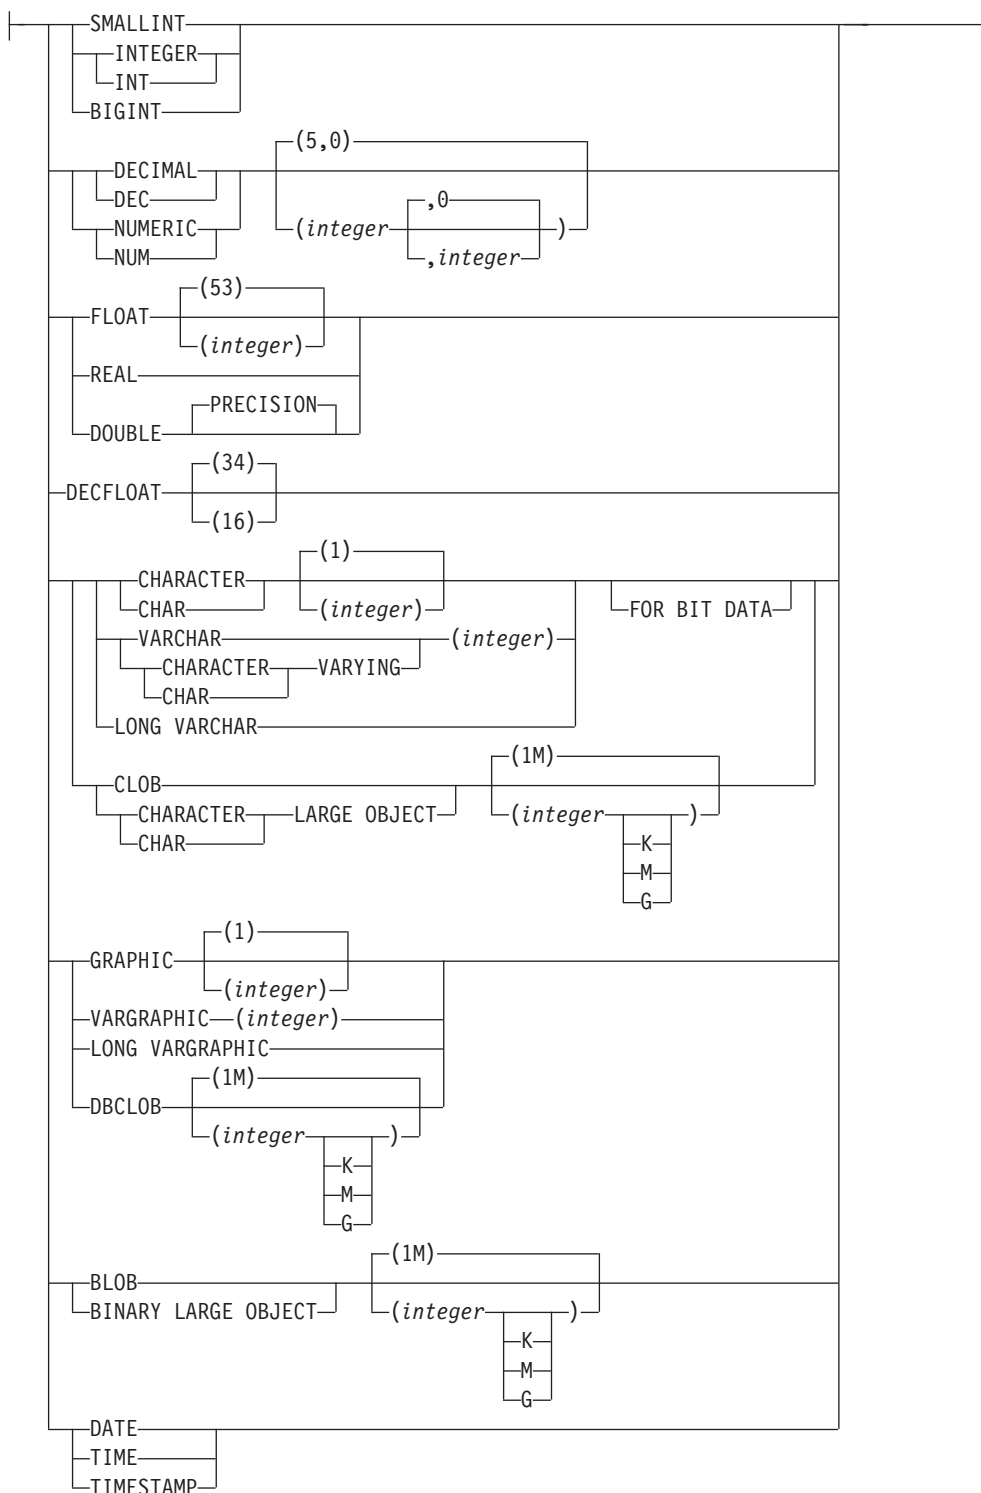 SMALLINT
INTEGER
INT
BIGINT
(5,0)
DECIMAL
DEC
,0
NUMERIC (integer )
NUM ,integer
(53)
FLOAT
(integer)
REAL
PRECISION
DOUBLE
(34)
DECFLOAT
(16)
(1)
CHARACTER
CHAR (integer) FOR BIT DATA
VARCHAR (integer)
CHARACTER VARYING
CHAR
LONG VARCHAR
(1M)
CLOB
CHARACTER LARGE OBJECT (integer )
CHAR K
M
G
(1)
GRAPHIC
(integer)
VARGRAPHIC (integer)
LONG VARGRAPHIC
(1M)
DBCLOB
(integer )
K
M
G
(1M)
BLOB
BINARY LARGE OBJECT (integer )
K
M
G
DATE
TIME
TIMESTAMP